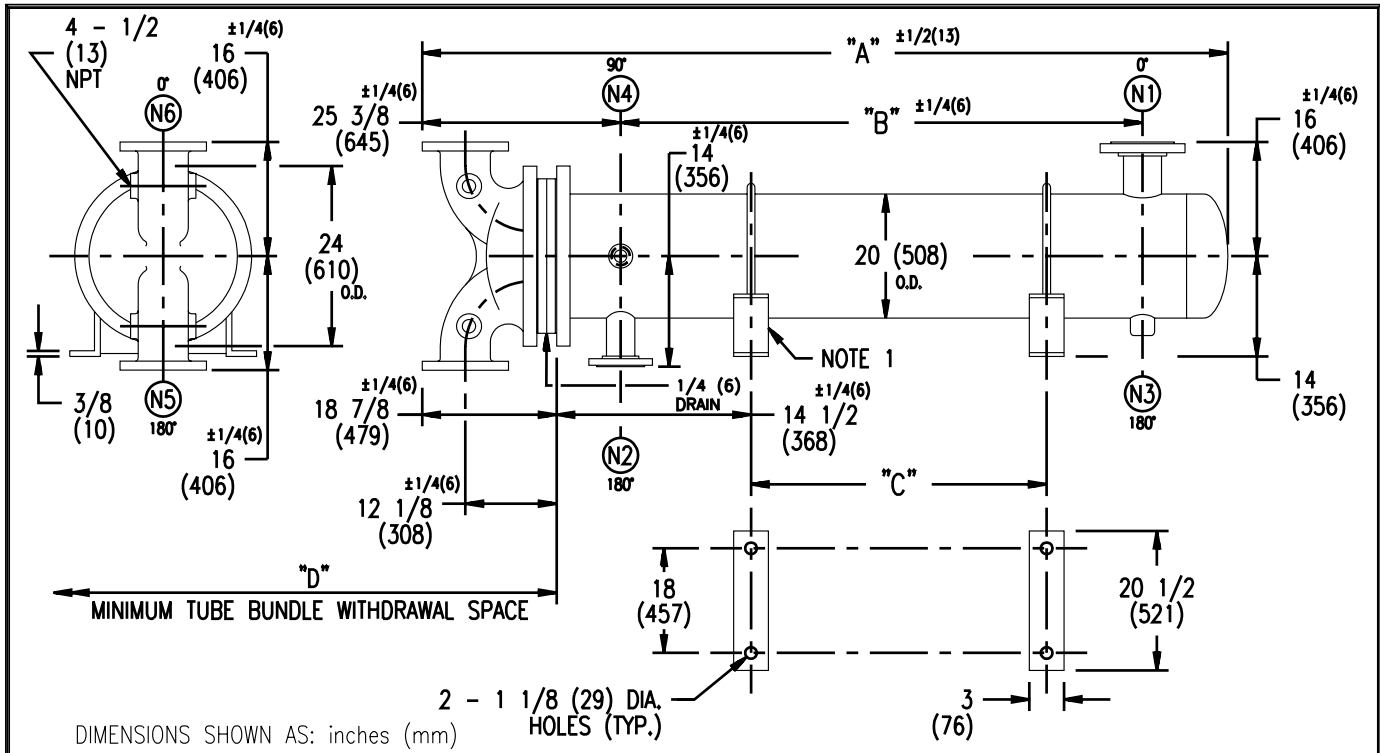 4 - 1/2
(13)
NPT
±1/4(6)
16
(406)
0°
N6
24
(610)
O.D.
3/8
(10)
N5
180°
±1/4(6)
16
(406)
"A" ±1/2(13)
±1/4(6)
25 3/8
(645)
90°
N4
"B" ±1/4(6)
0°
N1
±1/4(6)
16
(406)
±1/4(6)
14
(356)
20 (508)
O.D.
NOTE 1
±1/4(6)
18 7/8
(479)
1/4 (6)
DRAIN
±1/4(6)
14 1/2
(368)
N2
180°
N3
180°
14
(356)
±1/4(6)
12 1/8
(308)
"C"
"D"
MINIMUM TUBE BUNDLE WITHDRAWAL SPACE
18
(457)
20 1/2
(521)
2 - 1 1/8 (29) DIA.
HOLES (TYP.)
3
(76)
DIMENSIONS SHOWN AS: inches (mm)